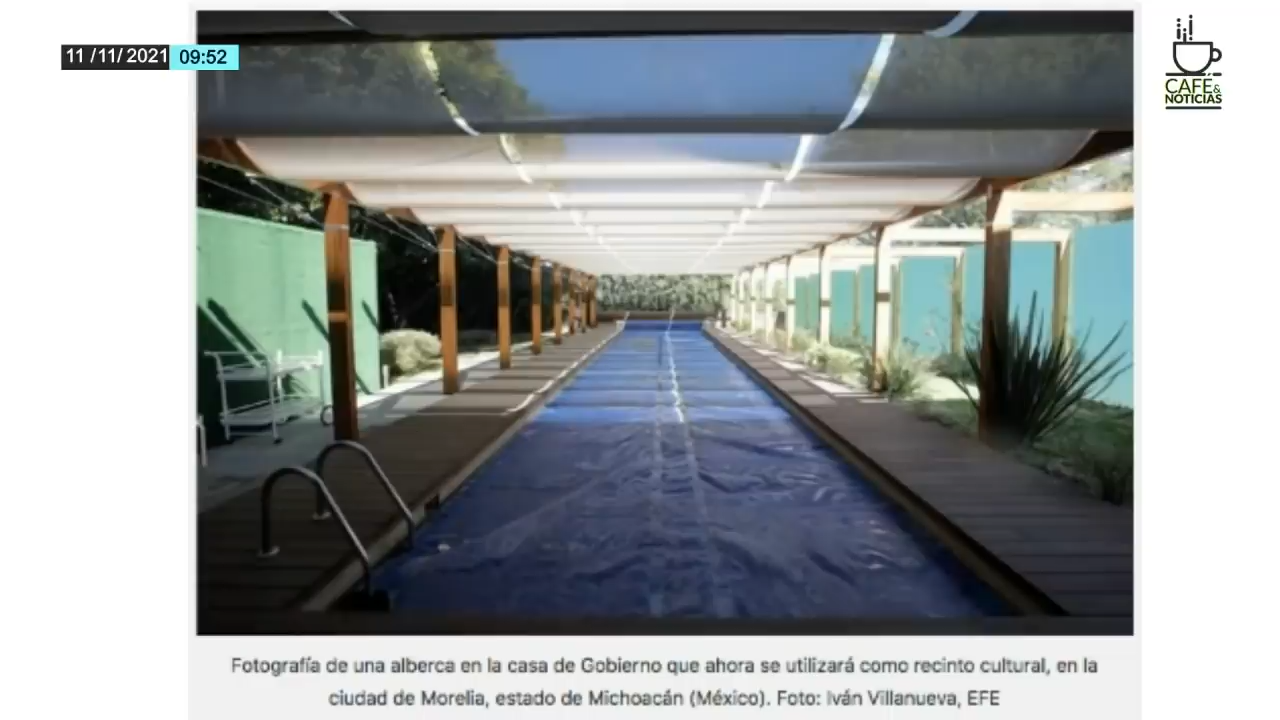 11 /11/ 2021 09:52
CAFÉ&
NOTICIAS
Fotografía de una alberca en la casa de Gobierno que ahora se utilizará como recinto cultural, en la
ciudad de Morelia, estado de Michoacán (México). Foto: Iván Villanueva, EFE